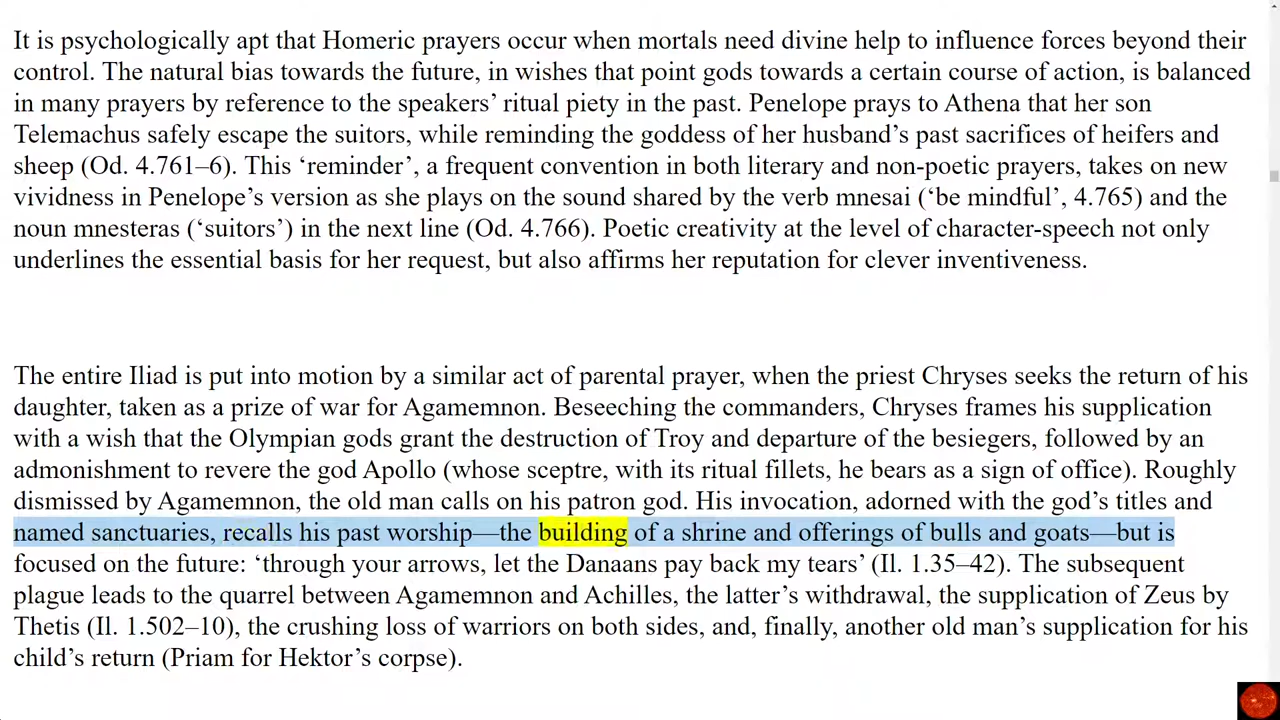 It is psychologically apt that Homeric prayers occur when mortals need divine help to influence forces beyond their
control. The natural bias towards the future, in wishes that point gods towards a certain course of action, is balanced
in many prayers by reference to the speakers’ ritual piety in the past. Penelope prays to Athena that her son
Telemachus safely escape the suitors, while reminding the goddess of her husband’s past sacrifices of heifers and
sheep (Od. 4.761–6). This ‘reminder’, a frequent convention in both literary and non-poetic prayers, takes on new
vividness in Penelope’s version as she plays on the sound shared by the verb mnesai (‘be mindful’, 4.765) and the
noun mnesteras (‘suitors’) in the next line (Od. 4.766). Poetic creativity at the level of character-speech not only
underlines the essential basis for her request, but also affirms her reputation for clever inventiveness.
The entire Iliad is put into motion by a similar act of parental prayer, when the priest Chryses seeks the return of his
daughter, taken as a prize of war for Agamemnon. Beseeching the commanders, Chryses frames his supplication
with a wish that the Olympian gods grant the destruction of Troy and departure of the besiegers, followed by an
admonishment to revere the god Apollo (whose sceptre, with its ritual fillets, he bears as a sign of office). Roughly
dismissed by Agamemnon, the old man calls on his patron god. His invocation, adorned with the god’s titles and
named sanctuaries, recalls his past worship—the building of a shrine and offerings of bulls and goats—but is
focused on the future: ‘through your arrows, let the Danaans pay back my tears’ (Il. 1.35–42). The subsequent
plague leads to the quarrel between Agamemnon and Achilles, the latter’s withdrawal, the supplication of Zeus by
Thetis (Il. 1.502–10), the crushing loss of warriors on both sides, and, finally, another old man’s supplication for his
child’s return (Priam for Hektor’s corpse).